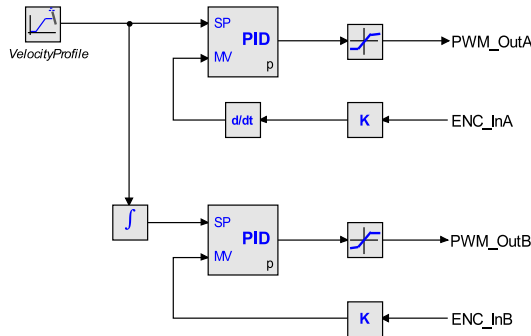 SP
PID
PWM_OutA
VelocityProfile
MV
p
d/dt
K
ENC_InA
∫
SP
PID
PWM_OutB
MV
p
K
ENC_InB